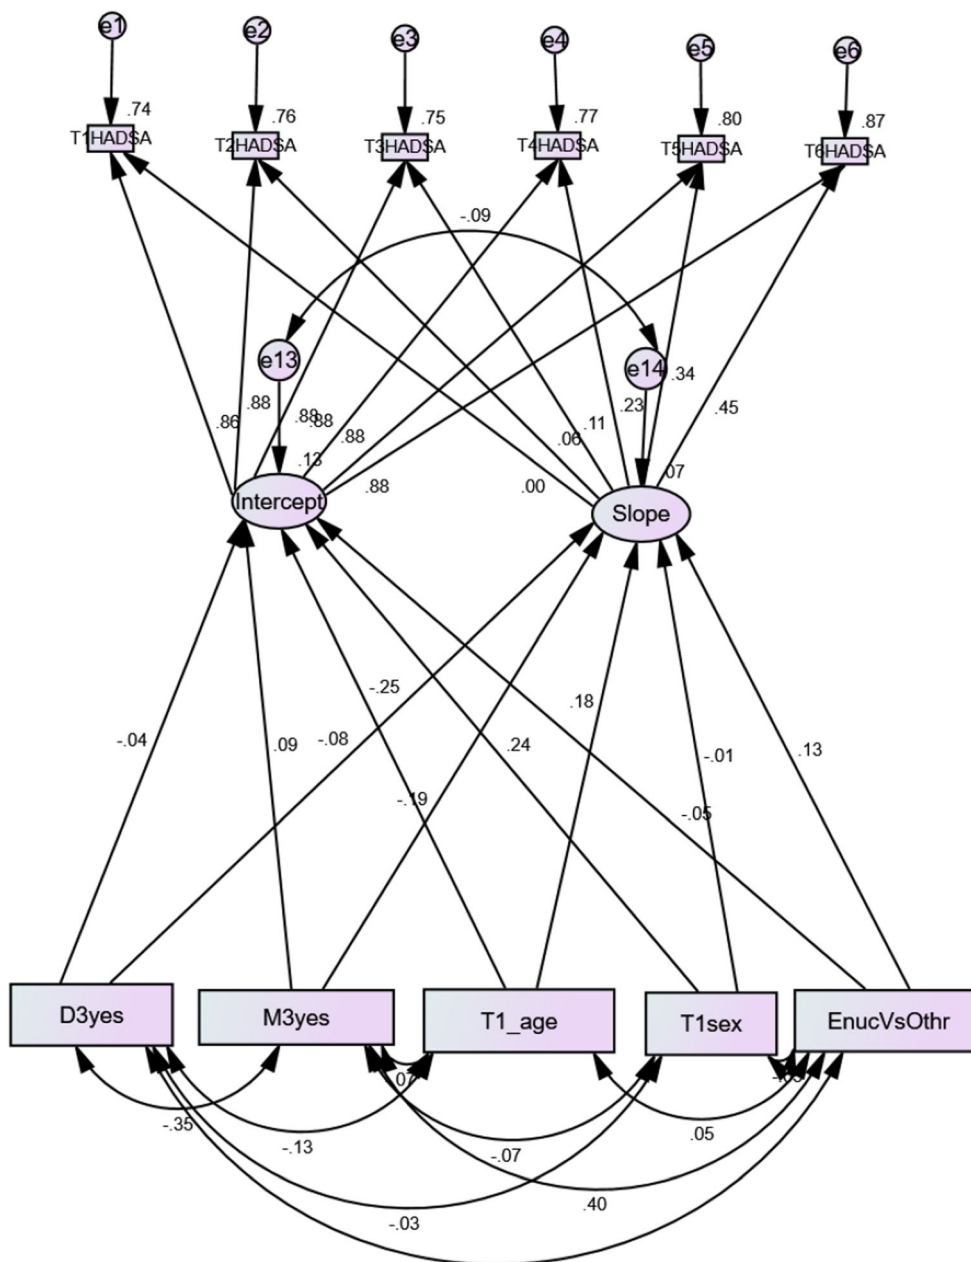 e1 e2 e3 e4 e5 e6
.74 .76 .75 .77 .80 .87
T1HADSA T2HADSA T3HADSA T4HADSA T5HADSA T6HADSA
-.09
e13 e14
.34
.86 .88 .88 .88 .88 .06 .11 .23 .45
.13 .07
.88 .00
Intercept Slope
-.25 .18
-.04 .09 -.08 .24 -.01 .13
-.19 -.05
D3yes M3yes T1_age T1sex EnucVsOthr
-.35 -.13 -.07 .05
.40
-.03